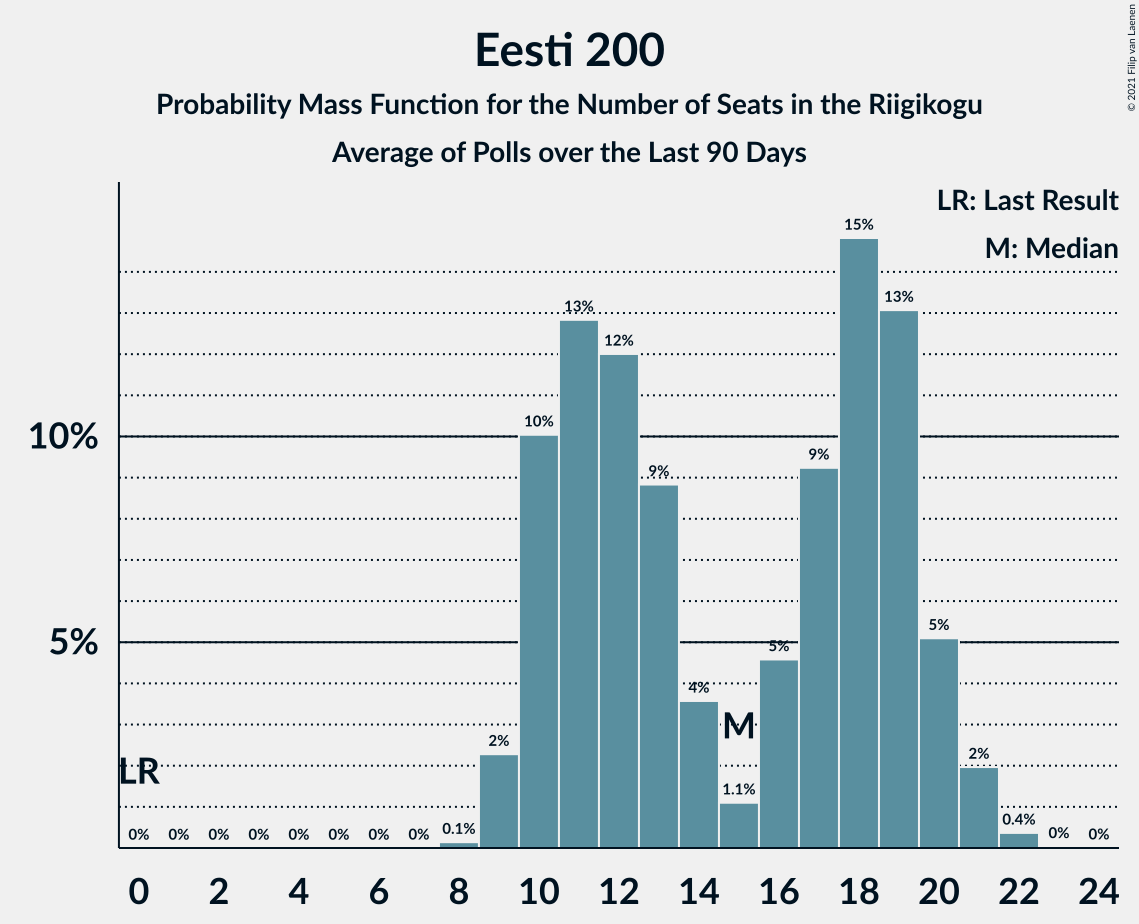 Eesti 200
Probability Mass Function for the Number of Seats in the Riigikogu
Average of Polls over the Last 90 Days
© 2021 Filip van Laenen
LR: Last Result
M: Median
10%
5%
LR
M
0% 0% 0% 0% 0% 0% 0% 0% 0.1% 2% 10% 13% 12% 9% 4% 1.1% 5% 9% 15% 13% 5% 2% 0.4% 0% 0%
0 2 4 6 8 10 12 14 16 18 20 22 24